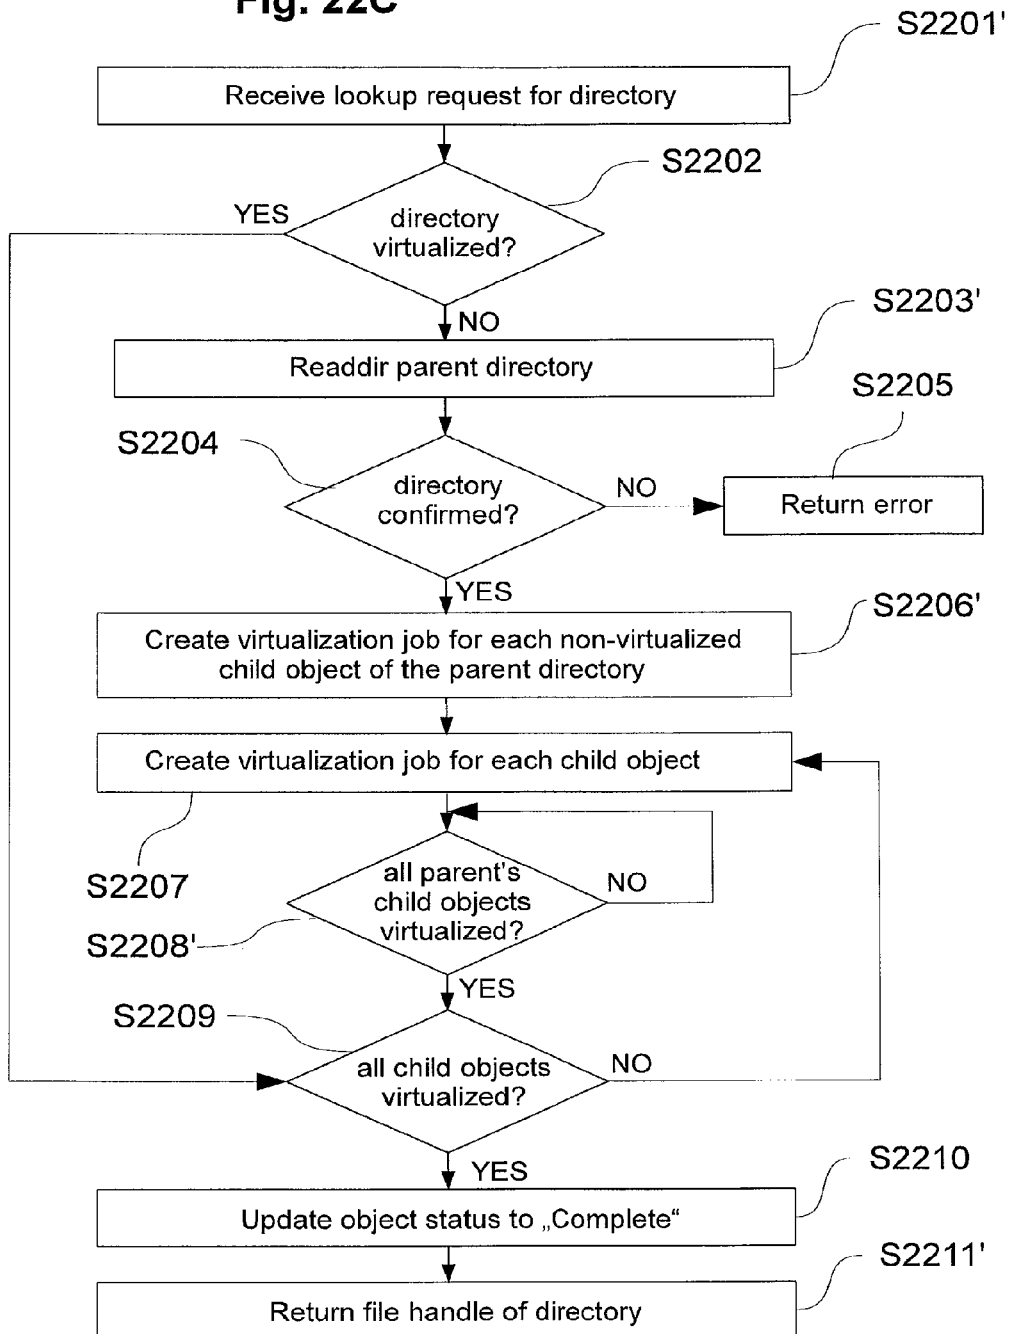 Fig. 22C
S2201'
Receive lookup request for directory
S2202
YES
directory
virtualized?
S2203'
NO
Readdir parent directory
S2205
S2204
directory
confirmed?
NO
Return error
YES
S2206'
Create virtualization job for each non-virtualized
child object of the parent directory
Create virtualization job for each child object
all parent's
child objects
virtualized?
NO
S2207
S2208'
YES
S2209
all child objects
virtualized?
NO
YES
S2210
Update object status to „Complete“
S2211'
Return file handle of directory